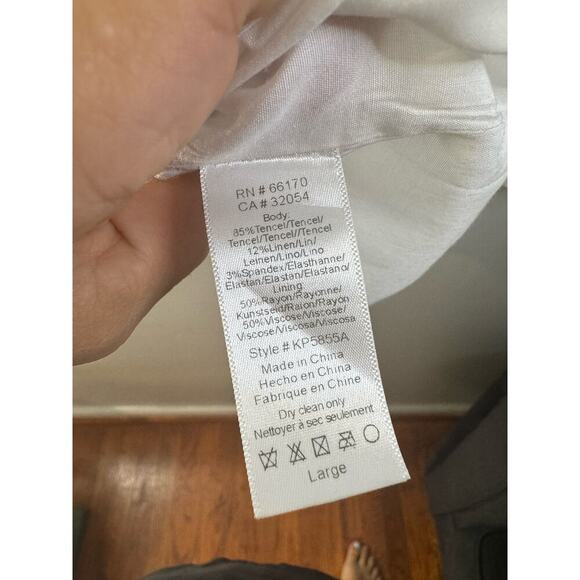 RN # 66170
CA # 32054
Body:
85%Tencel/Tencel/
Tencel/Tencel//Tencel
12%Linen/Lin/
Leinen/Lino/Lino
3%Spandex/Elasthanne/
Elastan/Elastán/Elastano/
Lining:
50%Rayon/Rayonne/
Kunstseide/Raion/Rayon
50%Viscose/Viscose/
Viscose/Viscosa/Viscosa
Style # KP5855A
Made in China
Hecho en China
Fabrique en Chine
Dry clean only
Nettoyer à sec seulement
Large